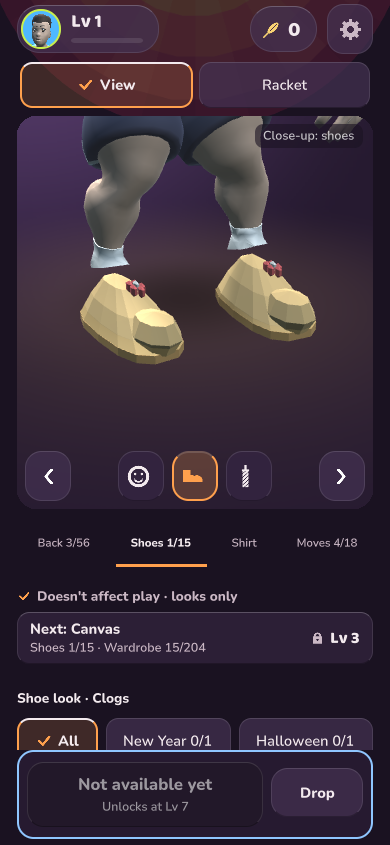 Lv 1
0
View
Racket
Close-up: shoes
Back 3/56
Shoes 1/15
Shirt
Moves 4/18
Doesn't affect play · looks only
Next: Canvas
Shoes 1/15 · Wardrobe 15/204
Lv 3
Shoe look · Clogs
All
New Year 0/1
Halloween 0/1
Not available yet
Unlocks at Lv 7
Drop